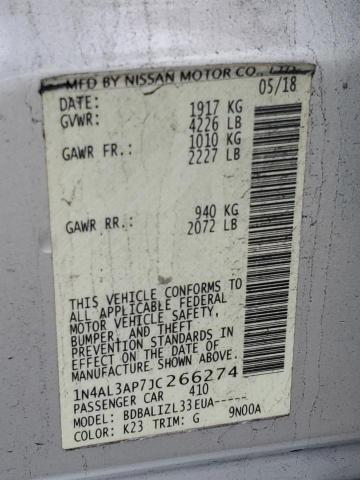 MFD BY NISSAN MOTOR CO., LTD.
05/18
DATE:
GVWR: 1917 KG
4226 LB
GAWR FR.: 1010 KG
2227 LB
GAWR RR.: 940 KG
2072 LB
THIS VEHICLE CONFORMS TO
ALL APPLICABLE FEDERAL
MOTOR VEHICLE SAFETY,
BUMPER, AND THEFT
PREVENTION STANDARDS IN
EFFECT ON THE DATE OF
MANUFACTURE SHOWN ABOVE.
1N4AL3AP7JC266274
PASSENGER CAR 410
MODEL: BDBALIZL33EUA-----
COLOR: K23 TRIM: G 9N00A